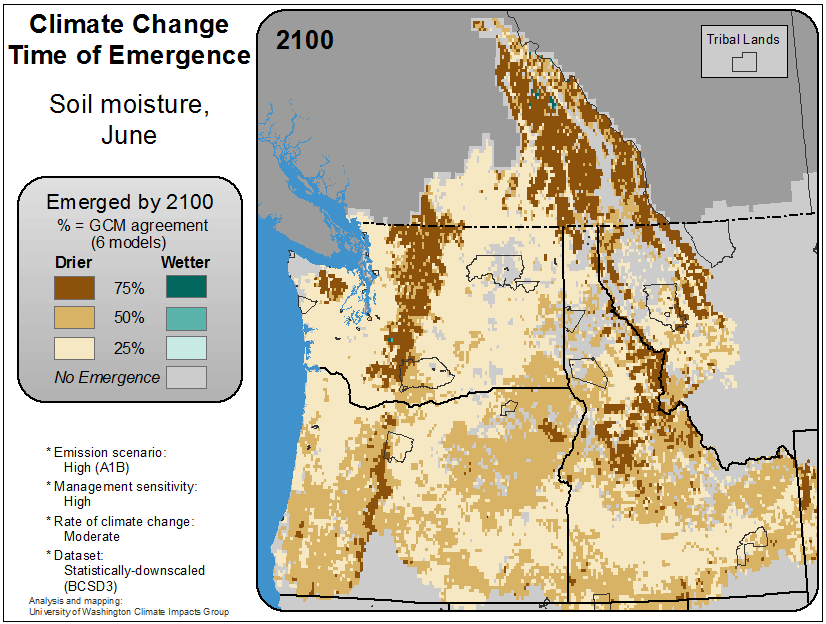 Climate Change
Time of Emergence
Soil moisture,
June
Emerged by 2100
% = GCM agreement
(6 models)
Drier Wetter
75%
50%
25%
No Emergence
* Emission scenario:
High (A1B)
* Management sensitivity:
High
* Rate of climate change:
Moderate
* Dataset:
Statistically-downscaled
(BCSD3)
Analysis and mapping:
University of Washington Climate Impacts Group
2100
Tribal Lands